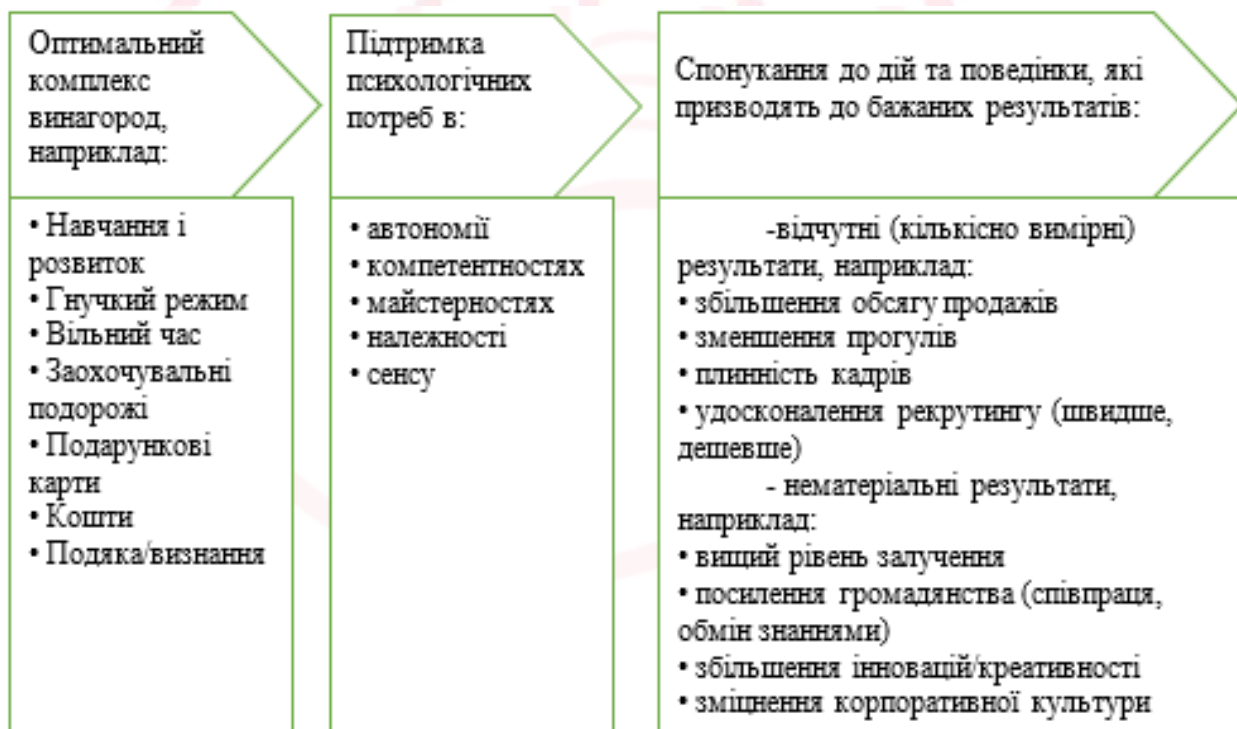 Оптимальний
комплекс
винагород,
наприклад:
• Навчання і
розвиток
• Гнучкий режим
• Вільний час
• Заохочувальні
подорожі
• Подарункові
карти
• Кошти
• Подяка/визнання
Підтримка
психологічних
потреб в:
• автономії
• компетентностях
• майстерностях
• належності
• сенсу
Спонукання до дій та поведінки, які
призводять до бажаних результатів:
-відчутні (кількісно вимірні)
результати, наприклад:
• збільшення обсягу продажів
• зменшення прогулів
• плинність кадрів
• удосконалення рекрутингу (швидше,
дешевше)
- нематеріальні результати,
наприклад:
• вищий рівень залучення
• посилення громадянства (співпраця,
обмін знаннями)
• збільшення інновацій/креативності
• зміцнення корпоративної культури